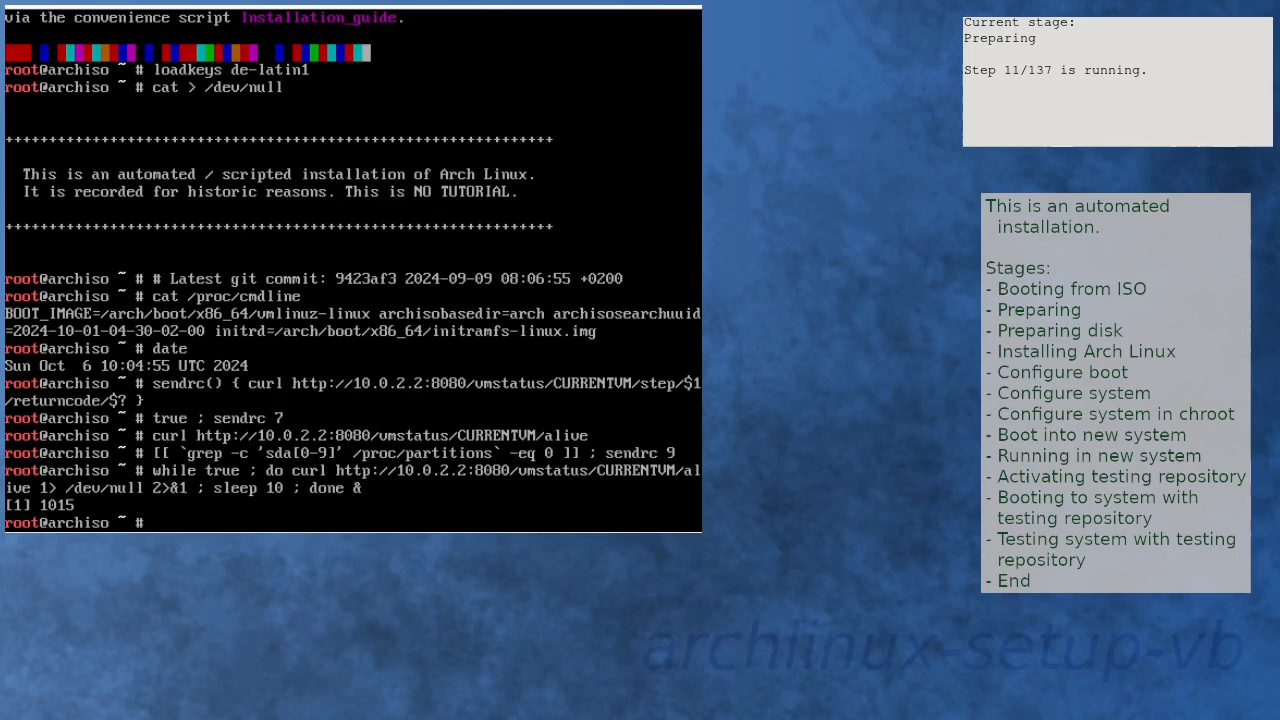 via the convenience script Installation_guide.
root@archiso ~ # loadkeys de-latin1
root@archiso ~ # cat > /dev/null
+++++++++++++++++++++++++++++++++++++++++++++++++++++++++++++++
This is an automated / scripted installation of Arch Linux.
It is recorded for historic reasons. This is NO TUTORIAL.
+++++++++++++++++++++++++++++++++++++++++++++++++++++++++++++++
root@archiso ~ # # Latest git commit: 9423af3 2024-09-09 08:06:55 +0200
root@archiso ~ # cat /proc/cmdline
BOOT_IMAGE=/arch/boot/x86_64/vmlinuz-linux archisobasedir=arch archisosearchuuid
=2024-10-01-04-30-02-00 initrd=/arch/boot/x86_64/initramfs-linux.img
root@archiso ~ # date
Sun Oct  6 10:04:55 UTC 2024
root@archiso ~ # sendrc() { curl http://10.0.2.2:8080/vmstatus/CURRENTVM/step/$1
/returncode/$? }
root@archiso ~ # true ; sendrc 7
root@archiso ~ # curl http://10.0.2.2:8080/vmstatus/CURRENTVM/alive
root@archiso ~ # [[ `grep -c 'sda[0-9]' /proc/partitions` -eq 0 ]] ; sendrc 9
root@archiso ~ # while true ; do curl http://10.0.2.2:8080/vmstatus/CURRENTVM/al
ive 1> /dev/null 2>&1 ; sleep 10 ; done &
[1] 1015
root@archiso ~ #
Current stage:
Preparing
Step 11/137 is running.
This is an automated
installation.
Stages:
- Booting from ISO
- Preparing
- Preparing disk
- Installing Arch Linux
- Configure boot
- Configure system
- Configure system in chroot
- Boot into new system
- Running in new system
- Activating testing repository
- Booting to system with
testing repository
- Testing system with testing
repository
- End
archlinux-setup-vb